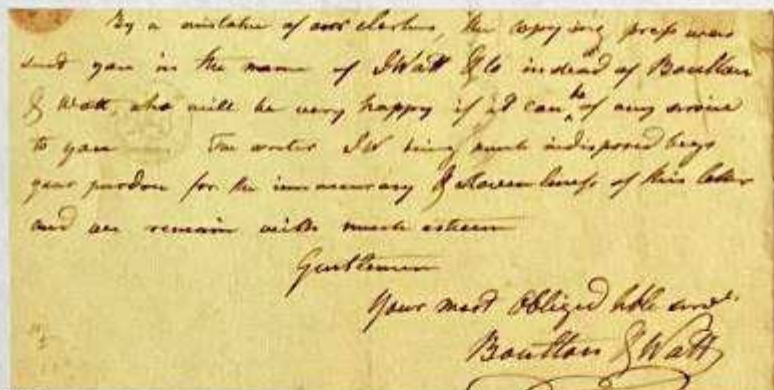 By a mistake of our clerks, the copying press was
sent you in the name of J Watt & Co instead of Boulton
& Watt, who will be very happy if it can be of any service
to you The writer JW being much indisposed begs
your pardon for the inaccuracy & slovenliness of this letter
and we remain with much esteem
Gentlemen
Your most obliged hble servts
Boulton & Watt